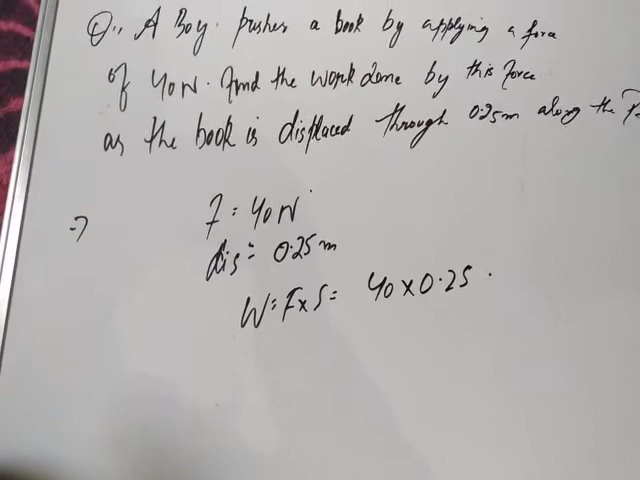 Q.. A Boy. pushes a book by applying a force
of 40N. Find the work done by this force
as the book is displaced through 0.25m along the
→ F = 40N
dis = 0.25m
W = F×S = 40×0.25.